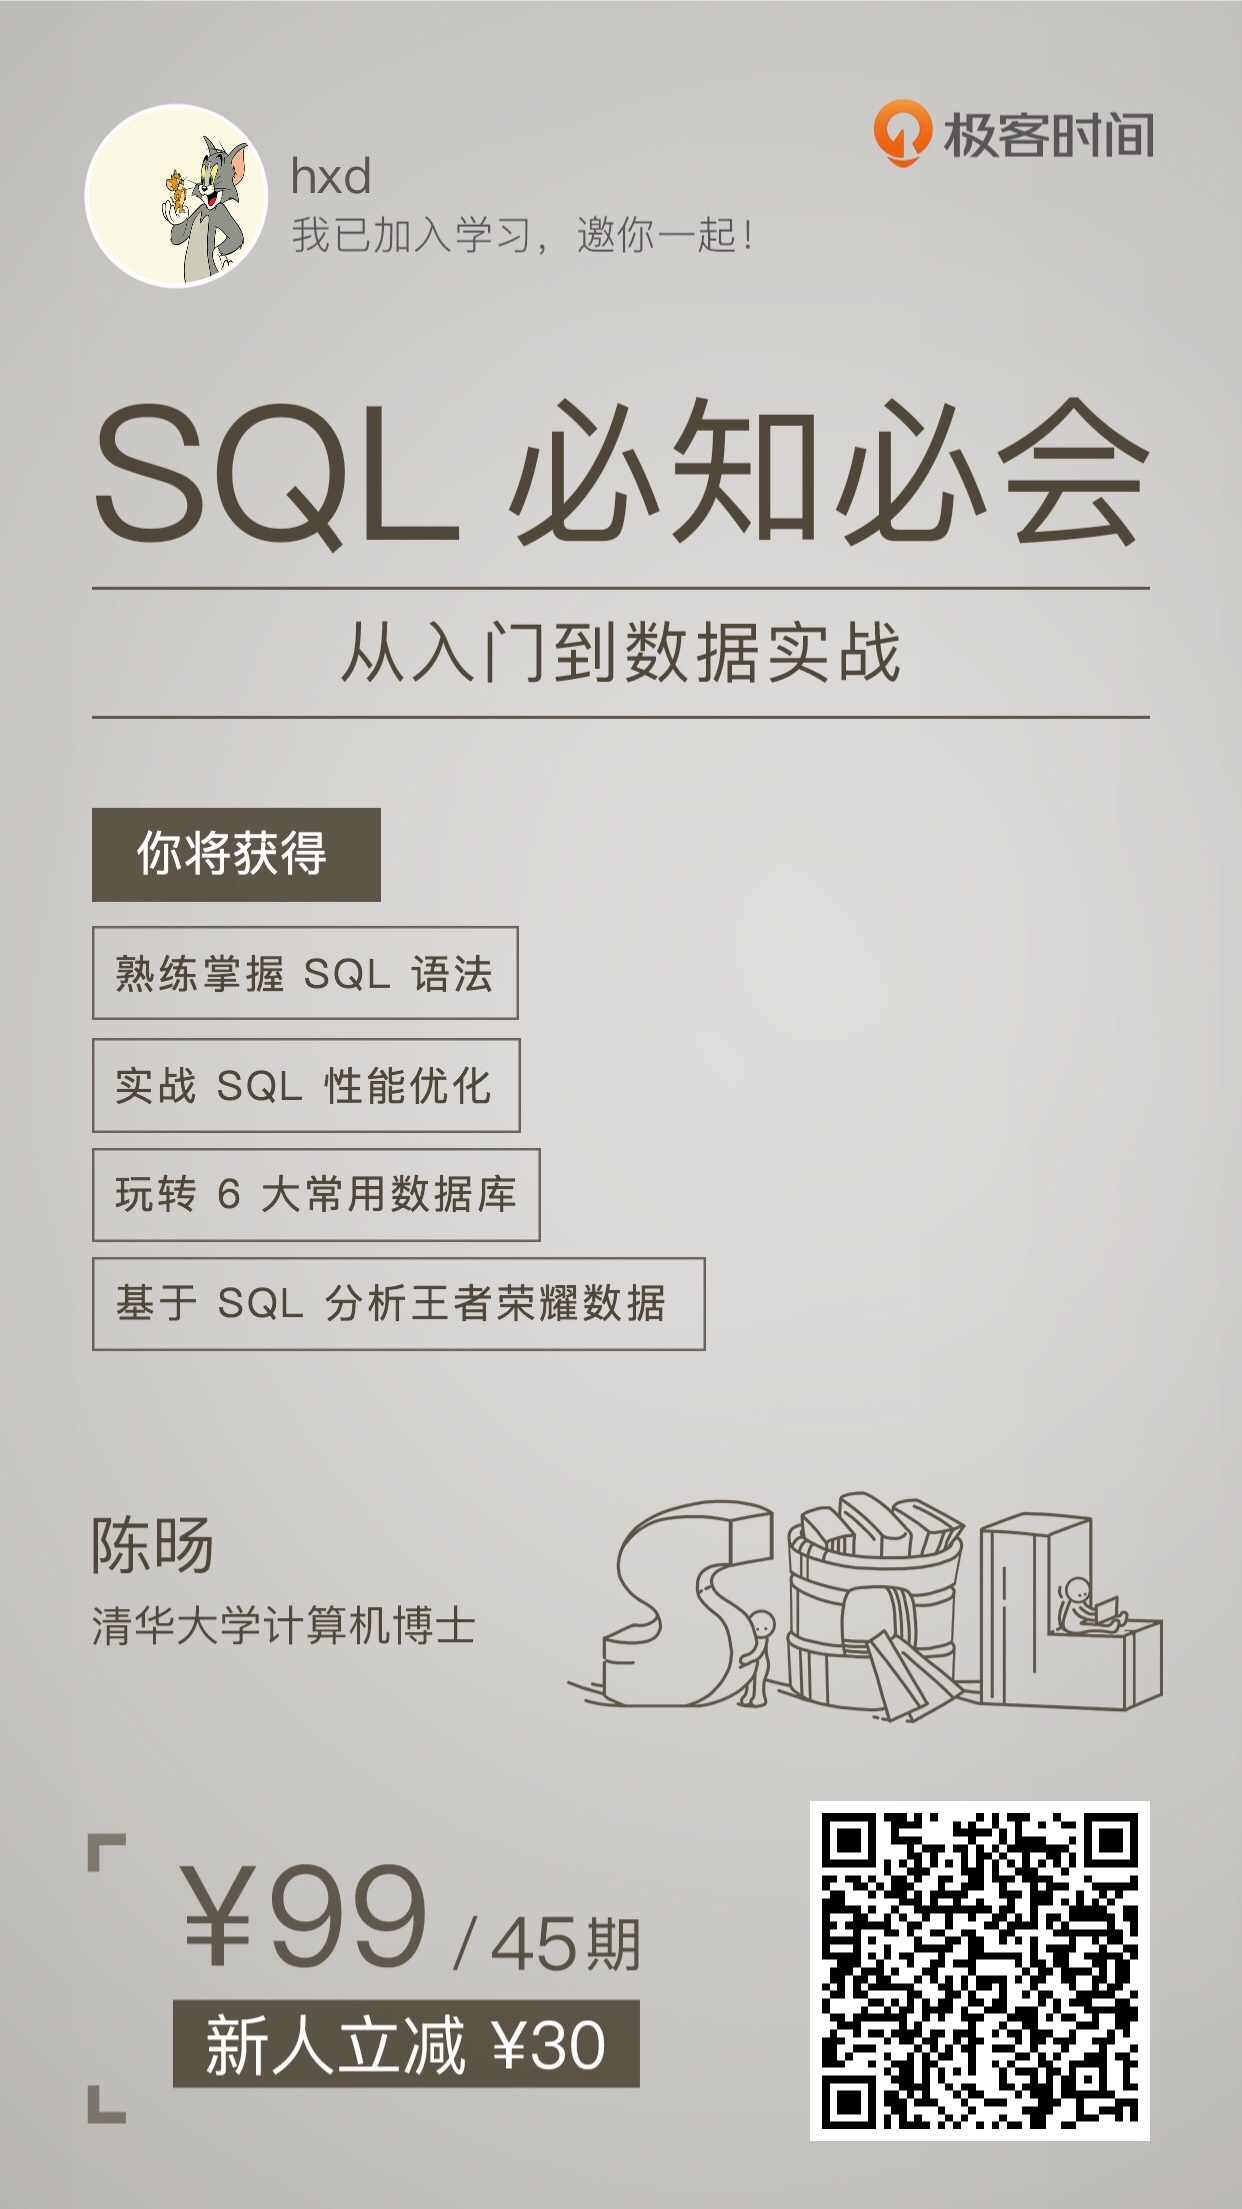 极客时间
hxd
我已加入学习，邀你一起！
SQL 必知必会
从入门到数据实战
你将获得
熟练掌握 SQL 语法
实战 SQL 性能优化
玩转 6 大常用数据库
基于 SQL 分析王者荣耀数据
陈旸
清华大学计算机博士
SQL
¥99 / 45期
新人立减 ¥30